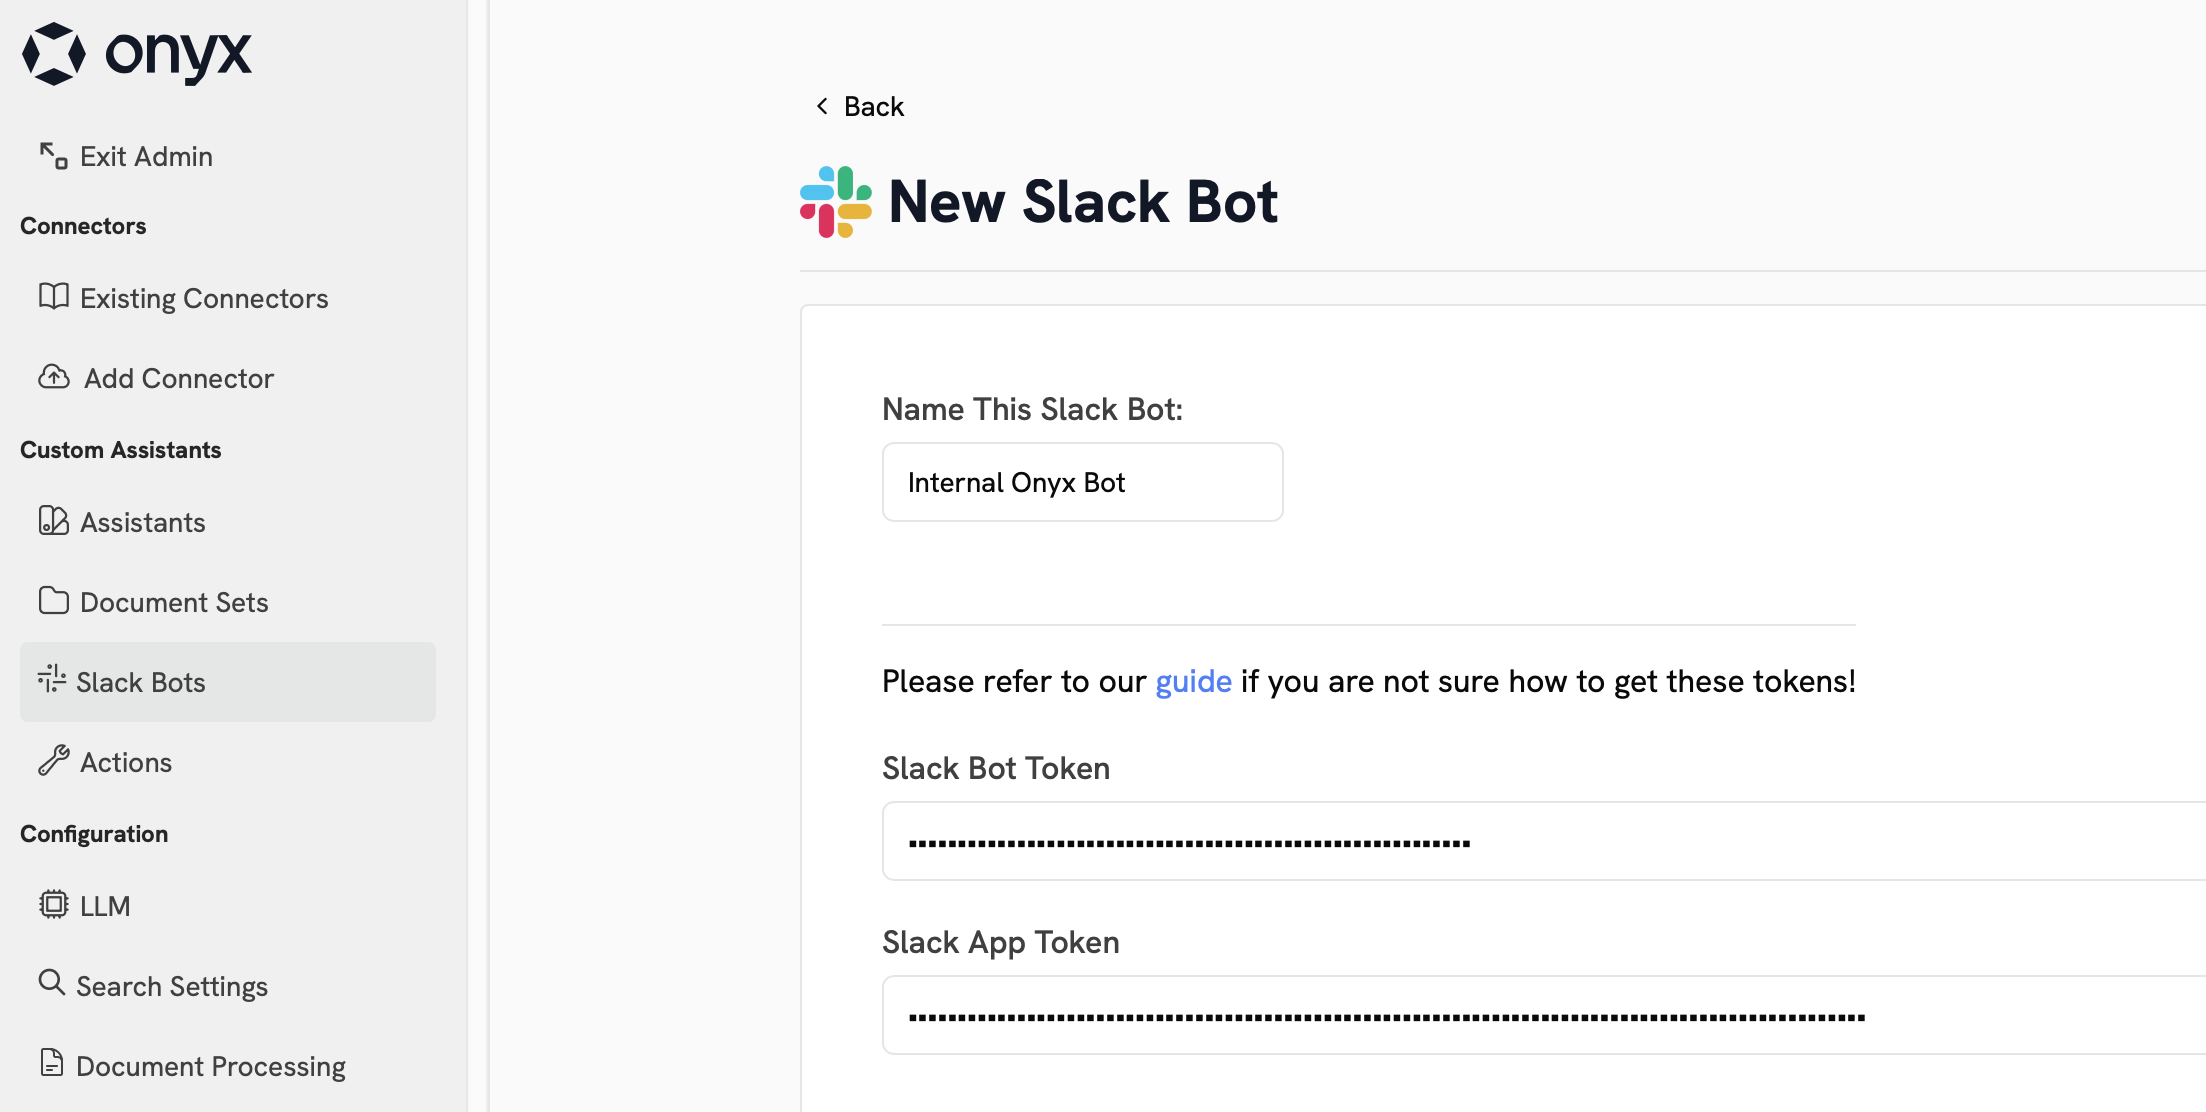 onyx
Exit Admin
Connectors
Existing Connectors
Add Connector
Custom Assistants
Assistants
Document Sets
Slack Bots
Actions
Configuration
LLM
Search Settings
Document Processing
Back
New Slack Bot
Name This Slack Bot:
Internal Onyx Bot
Please refer to our guide if you are not sure how to get these tokens!
Slack Bot Token
Slack App Token